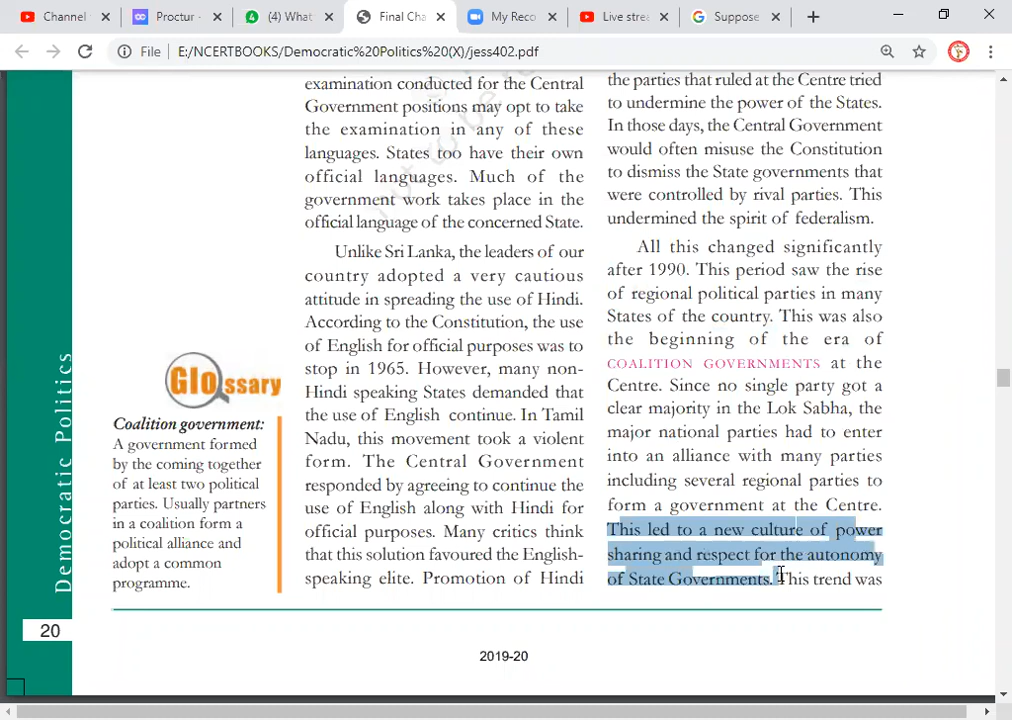 Channel
Proctur
(4) What
Final Cha
My Reco
Live stre
Suppose
File
E:/NCERTBOOKS/Democratic%20Politics%20(X)/jess402.pdf
examination conducted for the Central
Government positions may opt to take
the examination in any of these
languages. States too have their own
official languages. Much of the
government work takes place in the
official language of the concerned State.
Unlike Sri Lanka, the leaders of our
country adopted a very cautious
attitude in spreading the use of Hindi.
According to the Constitution, the use
of English for official purposes was to
stop in 1965. However, many non-
Hindi speaking States demanded that
the use of English continue. In Tamil
Nadu, this movement took a violent
form. The Central Government
responded by agreeing to continue the
use of English along with Hindi for
official purposes. Many critics think
that this solution favoured the English-
speaking elite. Promotion of Hindi
the parties that ruled at the Centre tried
to undermine the power of the States.
In those days, the Central Government
would often misuse the Constitution
to dismiss the State governments that
were controlled by rival parties. This
undermined the spirit of federalism.
All this changed significantly
after 1990. This period saw the rise
of regional political parties in many
States of the country. This was also
the beginning of the era of
COALITION GOVERNMENTS at the
Centre. Since no single party got a
clear majority in the Lok Sabha, the
major national parties had to enter
into an alliance with many parties
including several regional parties to
form a government at the Centre.
This led to a new culture of power
sharing and respect for the autonomy
of State Governments. This trend was
Glossary
Coalition government:
A government formed
by the coming together
of at least two political
parties. Usually partners
in a coalition form a
political alliance and
adopt a common
programme.
Democratic Politics
20
2019-20